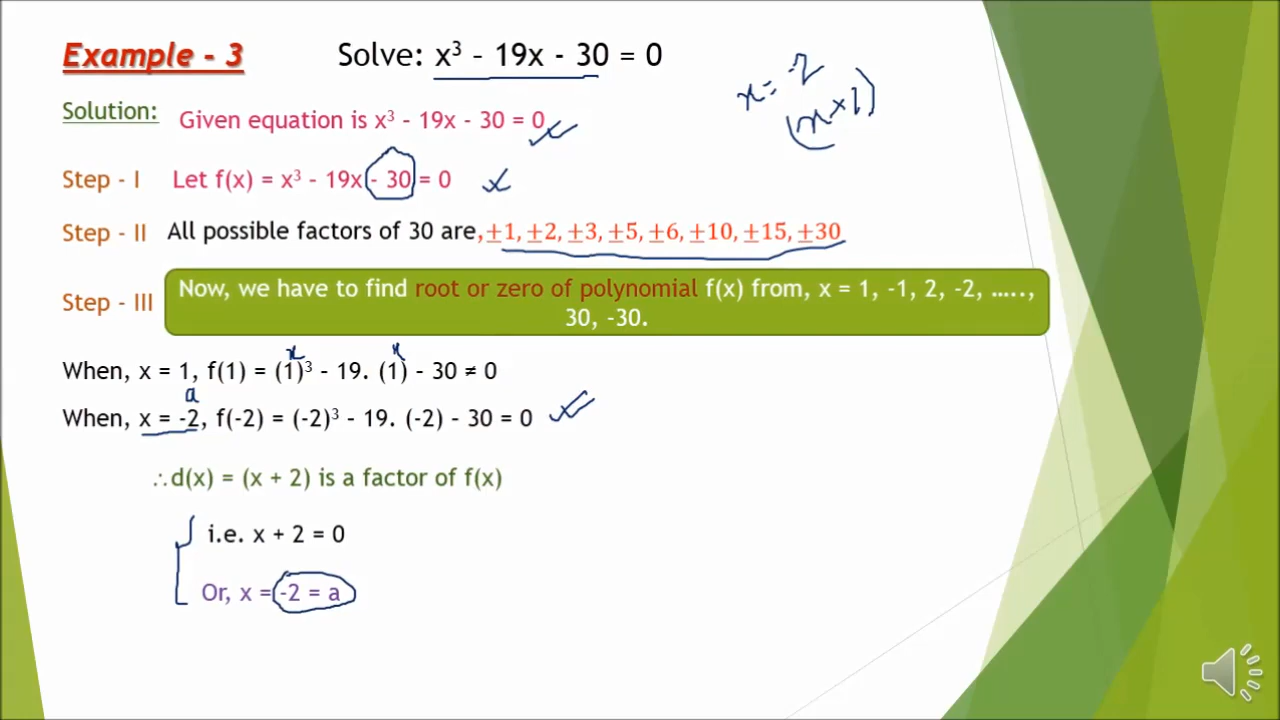 Example - 3 Solve: x³ – 19x - 30 = 0
x = -2
(x + 2)
Solution: Given equation is x³ – 19x - 30 = 0
Step - I Let f(x) = x³ – 19x - 30 = 0
Step - II All possible factors of 30 are, ±1, ±2, ±3, ±5, ±6, ±10, ±15, ±30
Step - III Now, we have to find root or zero of polynomial f(x) from, x = 1, -1, 2, -2, ….., 
30, -30.
x x
When, x = 1, f(1) = (1)³ – 19. (1) - 30 ≠ 0
a
When, x = -2, f(-2) = (-2)³ – 19. (-2) – 30 = 0
∴d(x) = (x + 2) is a factor of f(x)
i.e. x + 2 = 0
Or, x = -2 = a